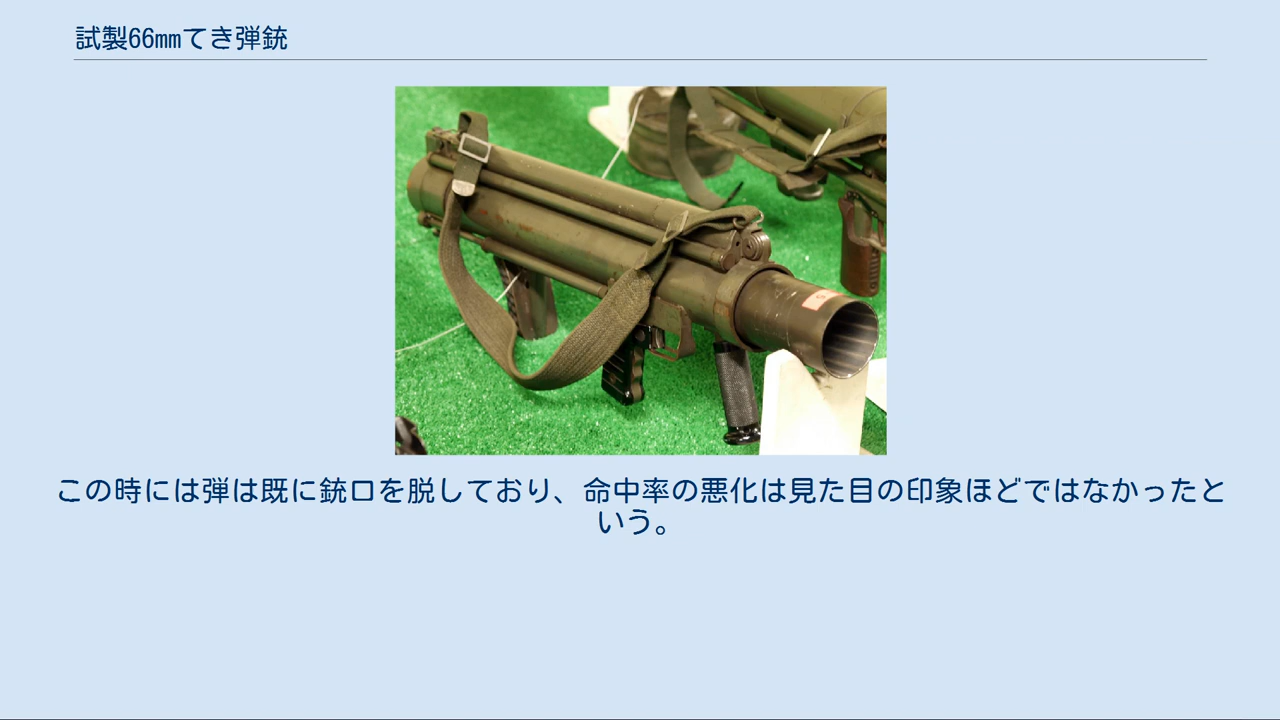 試製66mmてき弾銃
この時には弾は既に銃口を脱しており、命中率の悪化は見た目の印象ほどではなかったと
いう。